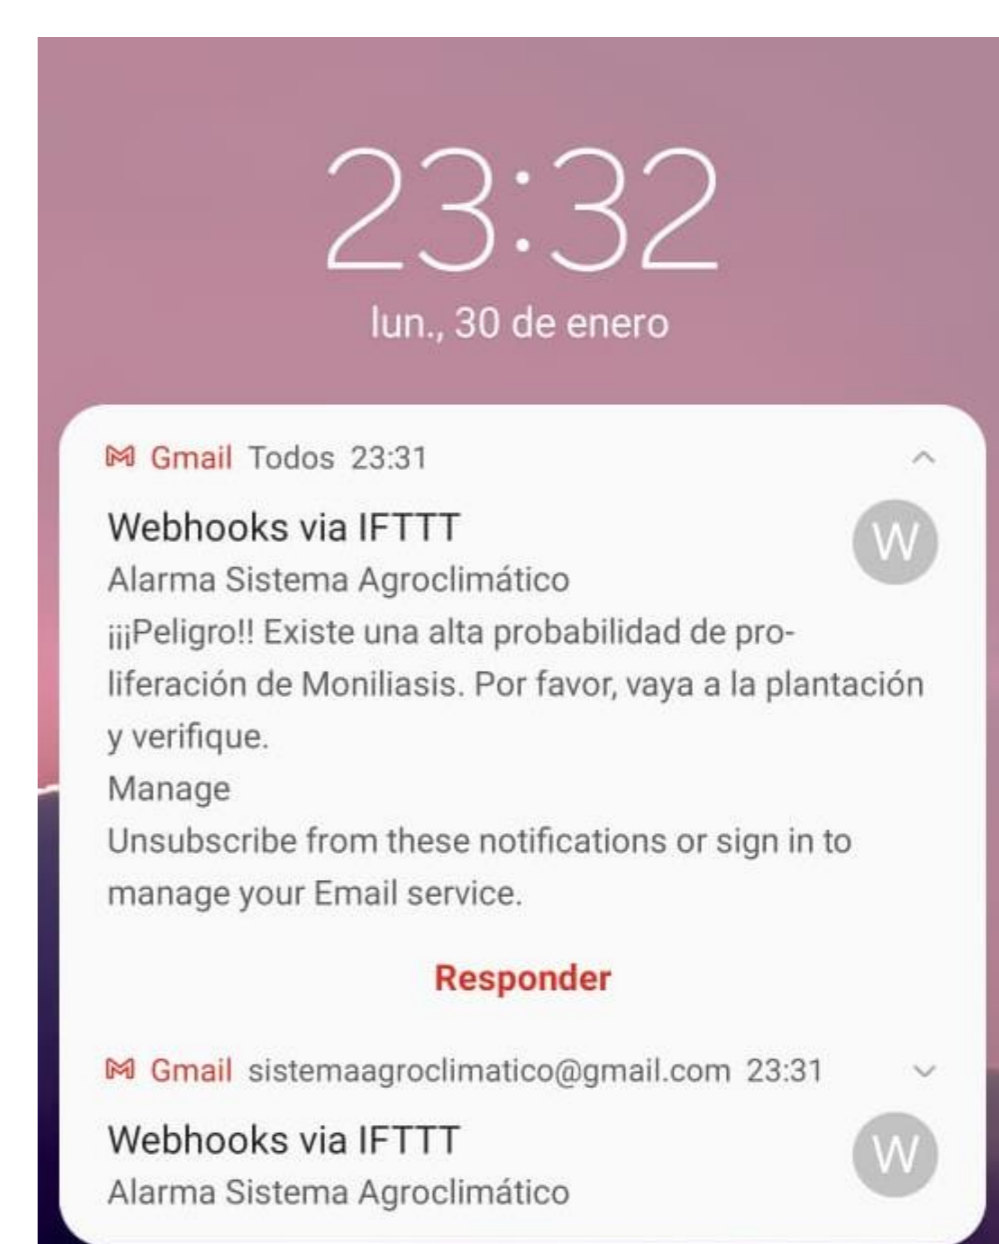 23:32
lun., 30 de enero
Gmail Todos 23:31
Webhooks via IFTTT
W
Alarma Sistema Agroclimático
¡¡¡Peligro!! Existe una alta probabilidad de pro-
liferación de Moniliasis. Por favor, vaya a la plantación
y verifique.
Manage
Unsubscribe from these notifications or sign in to
manage your Email service.
Responder
Gmail sistemaagroclimatico@gmail.com 23:31
Webhooks via IFTTT
W
Alarma Sistema Agroclimático